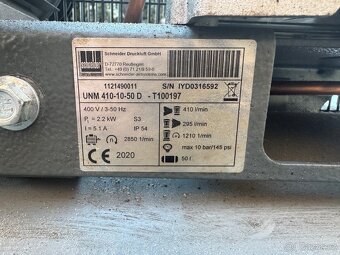 Schneider Druckluft GmbH
D-72770 Reutlingen
www.schneider-airsystems.com
1121490011
S/N IYD0316592
UNM 410-10-50 D - T100197
400 V / 3~50 Hz
410 l/min
P₁ = 2.2 kW S3
295 l/min
I = 5.1 A IP 54
1210 1/min
2850 1/min
max 10 bar/145 psi
CE 2020
50 l